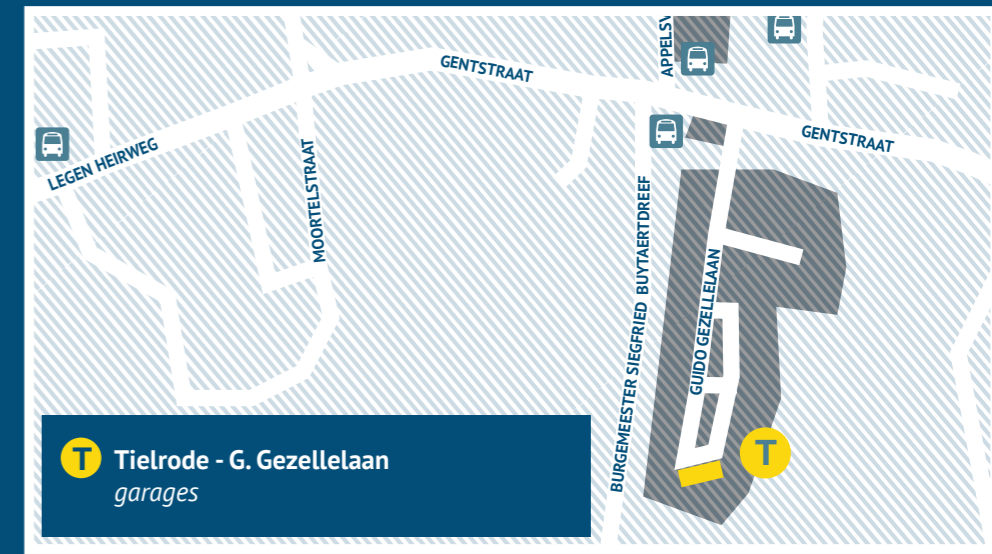 APPELSV
GENTSTRAAT
GENTSTRAAT
LEGEN HEIRWEG
MOORTELSTRAAT
BURGEMEESTER SIEGFRIED BUYTAERTDREEF
GUIDO GEZELLELAAN
T
T Tielrode - G. Gezellelaan
garages